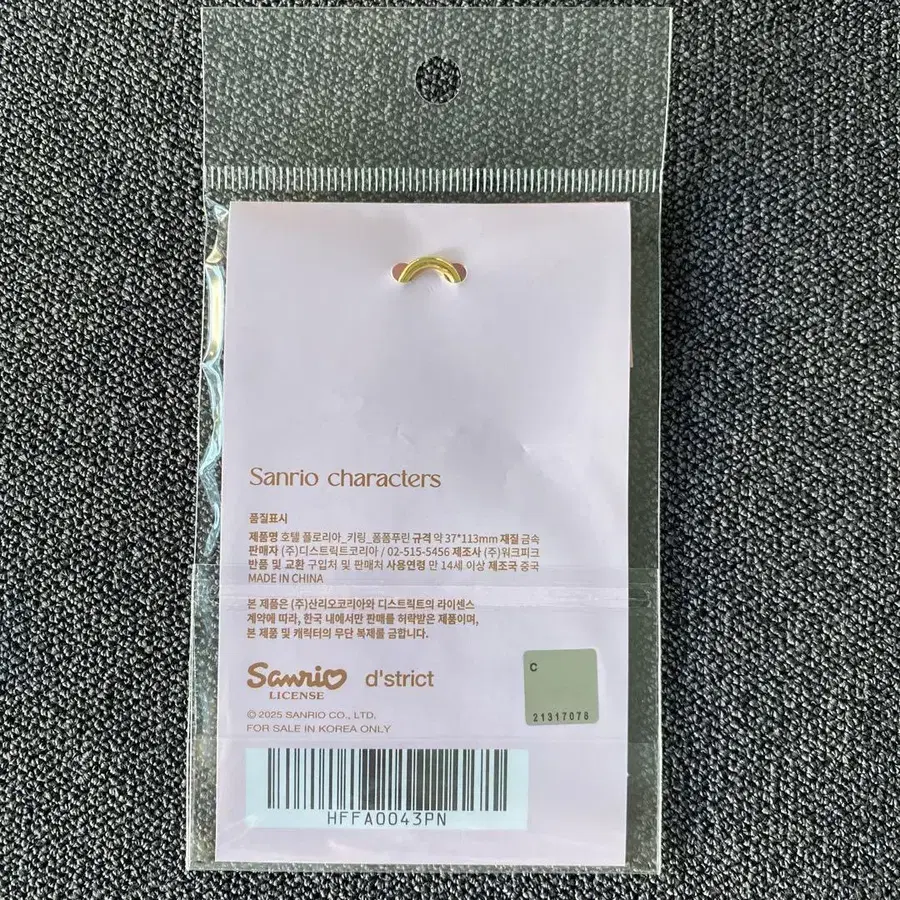 Sanrio characters
품질표시
제품명 호텔 플로리아_키링_폼폼푸린 규격 약 37*113mm 재질 금속
판매자 (주)디스트릭트코리아 / 02-515-5456 제조사 (주)워크피크
반품 및 교환 구입처 및 판매처 사용연령 만 14세 이상 제조국 중국
MADE IN CHINA
본 제품은 (주)산리오코리아와 디스트릭트의 라이센스
계약에 따라, 한국 내에서만 판매를 허락받은 제품이며,
본 제품 및 캐릭터의 무단 복제를 금합니다.
Sanrio d'strict
LICENSE
© 2025 SANRIO CO., LTD.
FOR SALE IN KOREA ONLY
C
21317078
HFFA0043PN